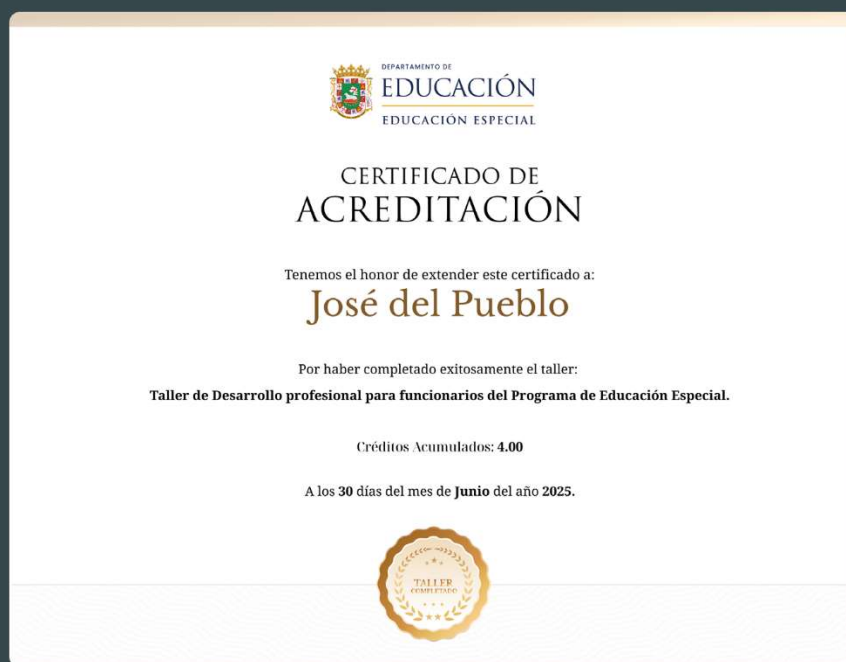 DEPARTAMENTO DE
EDUCACIÓN
EDUCACIÓN ESPECIAL
CERTIFICADO DE
ACREDITACIÓN
Tenemos el honor de extender este certificado a:
José del Pueblo
Por haber completado exitosamente el taller:
Taller de Desarrollo profesional para funcionarios del Programa de Educación Especial.
Créditos Acumulados: 4.00
A los 30 días del mes de Junio del año 2025.
TALLER
COMPLETADO